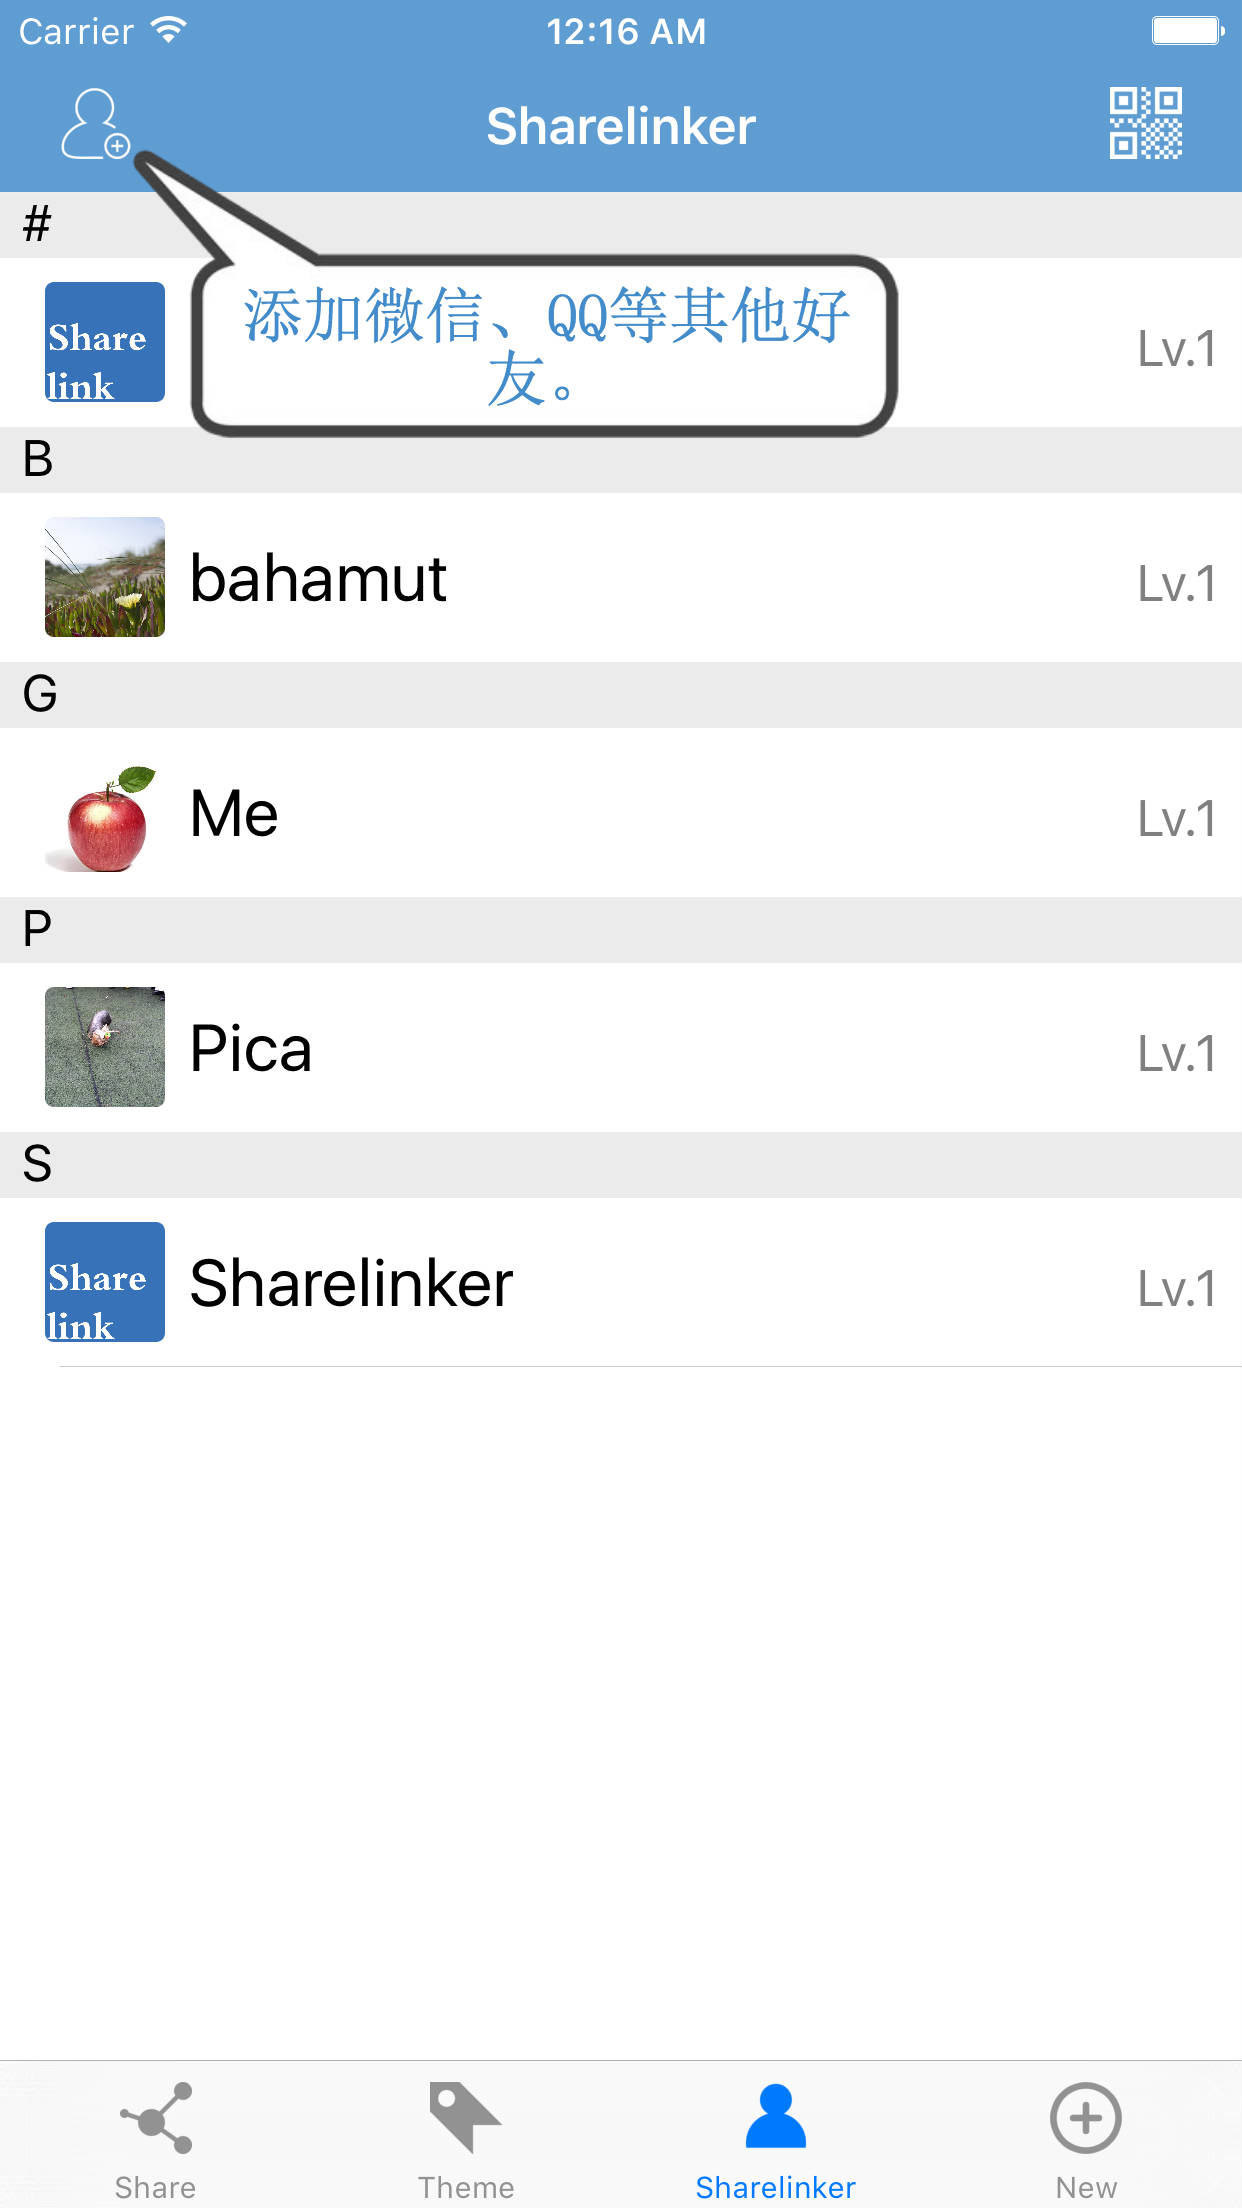 Carrier 12:16 AM
Sharelinker
#
添加微信、QQ等其他好
友。
Share
link
Lv.1
B
bahamut
Lv.1
G
Me
Lv.1
P
Pica
Lv.1
S
Share
link
Sharelinker
Lv.1
Share
Theme
Sharelinker
New